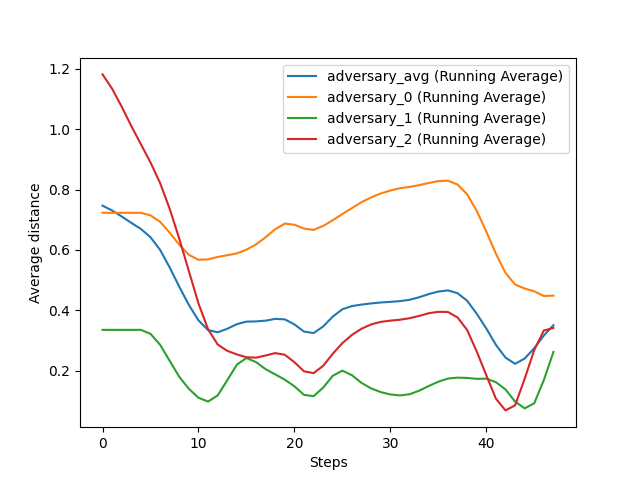 adversary_avg (Running Average)
adversary_0 (Running Average)
adversary_1 (Running Average)
adversary_2 (Running Average)
1.2
1.0
0.8
0.6
0.4
0.2
Average distance
0 10 20 30 40
Steps